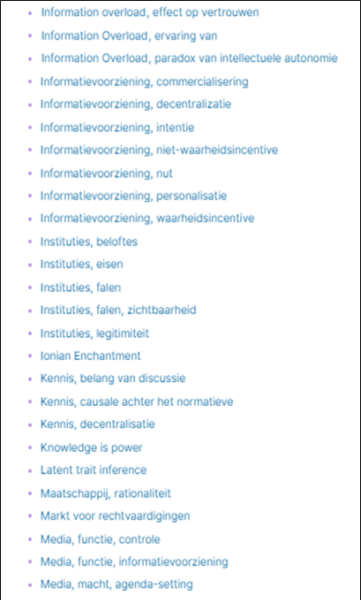 Information overload, effect op vertrouwen
Information Overload, ervaring van
Information Overload, paradox van intellectuele autonomie
Informatievoorziening, commercialisering
Informatievoorziening, decentralizatie
Informatievoorziening, intentie
Informatievoorziening, niet-waarheidsincentive
Informatievoorziening, nut
Informatievoorziening, personalisatie
Informatievoorziening, waarheidsincentive
Instituties, beloftes
Instituties, eisen
Instituties, falen
Instituties, falen, zichtbaarheid
Instituties, legitimiteit
Ionian Enchantment
Kennis, belang van discussie
Kennis, causale achter het normatieve
Kennis, decentralisatie
Knowledge is power
Latent trait inference
Maatschappij, rationaliteit
Markt voor rechtvaardigingen
Media, functie, controle
Media, functie, informatievoorziening
Media, macht, agenda-setting